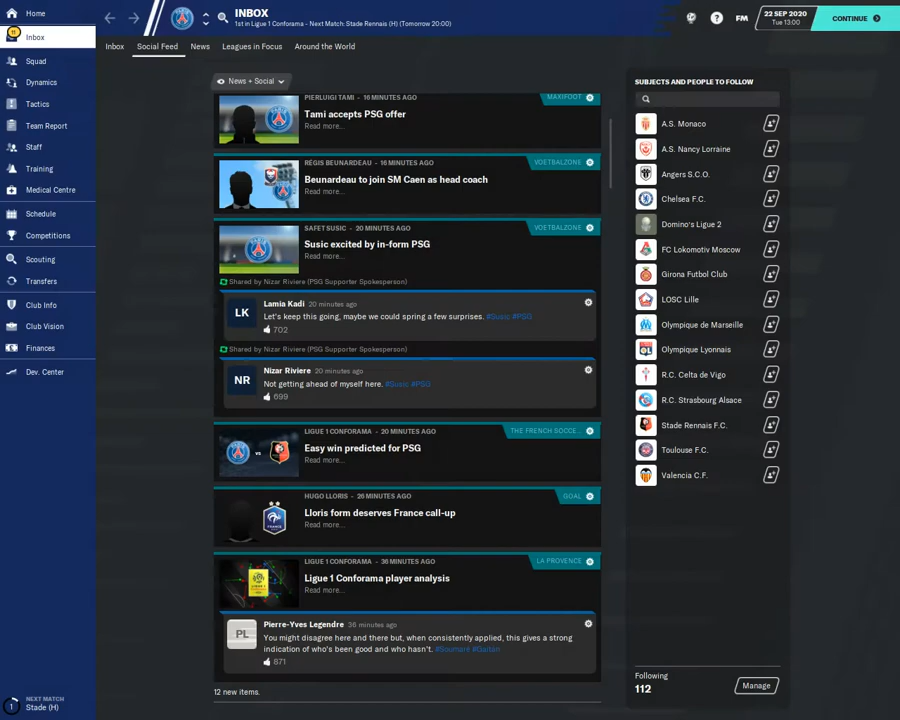 Home
INBOX
1st in Ligue 1 Conforama - Next Match: Stade Rennais (H) (Tomorrow 20:00)
FM
22 SEP 2020
Tue 13:00
CONTINUE
Inbox
Squad
Dynamics
Tactics
Team Report
Staff
Training
Medical Centre
Schedule
Competitions
Scouting
Transfers
Club Info
Club Vision
Finances
Dev. Center
1
NEXT MATCH
Stade (H)
Inbox
Social Feed
News
Leagues in Focus
Around the World
News + Social
PIERLUIGI TAMI - 16 MINUTES AGO
MAXIFOOT
Tami accepts PSG offer
Read more...
RÉGIS BEUNARDEAU - 16 MINUTES AGO
VOETBALZONE
Beunardeau to join SM Caen as head coach
Read more...
SAFET SUSIC - 20 MINUTES AGO
VOETBALZONE
Susic excited by in-form PSG
Read more...
Shared by Nizar Riviere (PSG Supporter Spokesperson)
LK
Lamia Kadi 20 minutes ago
Let's keep this going, maybe we could spring a few surprises. #Susic #PSG
702
Shared by Nizar Riviere (PSG Supporter Spokesperson)
NR
Nizar Riviere 20 minutes ago
Not getting ahead of myself here. #Susic #PSG
699
LIGUE 1 CONFORAMA - 20 MINUTES AGO
THE FRENCH SOCCE...
VS
Easy win predicted for PSG
Read more...
HUGO LLORIS - 26 MINUTES AGO
GOAL
Lloris form deserves France call-up
Read more...
LIGUE 1 CONFORAMA - 36 MINUTES AGO
LA PROVENCE
Ligue 1 Conforama player analysis
Read more...
PL
Pierre-Yves Legendre 36 minutes ago
You might disagree here and there but, when consistently applied, this gives a strong
indication of who's been good and who hasn't. #Soumaré #Gaitán
871
12 new items.
SUBJECTS AND PEOPLE TO FOLLOW
A.S. Monaco
A.S. Nancy Lorraine
Angers S.C.O.
Chelsea F.C.
Domino's Ligue 2
FC Lokomotiv Moscow
Girona Futbol Club
LOSC Lille
Olympique de Marseille
Olympique Lyonnais
R.C. Celta de Vigo
R.C. Strasbourg Alsace
Stade Rennais F.C.
Toulouse F.C.
Valencia C.F.
Following
112
Manage